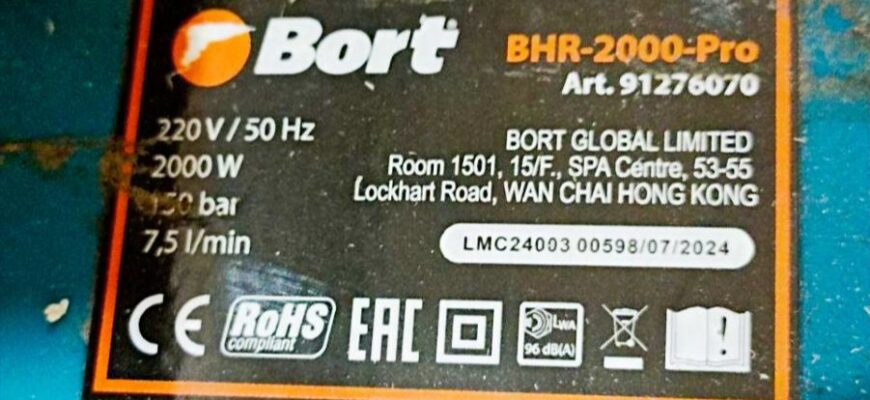 Bort
BHR-2000-Pro
Art. 91276070
220 V / 50 Hz
2000 W
bar
7,5 l/min
BORT GLOBAL LIMITED
Room 1501, 15/F., SPA Centre, 53-55
Lockhart Road, WAN CHAI HONG KONG
LMC24003 00598/07/2024
CE
RoHS
compliant
EAC
LWA
96 dB(A)